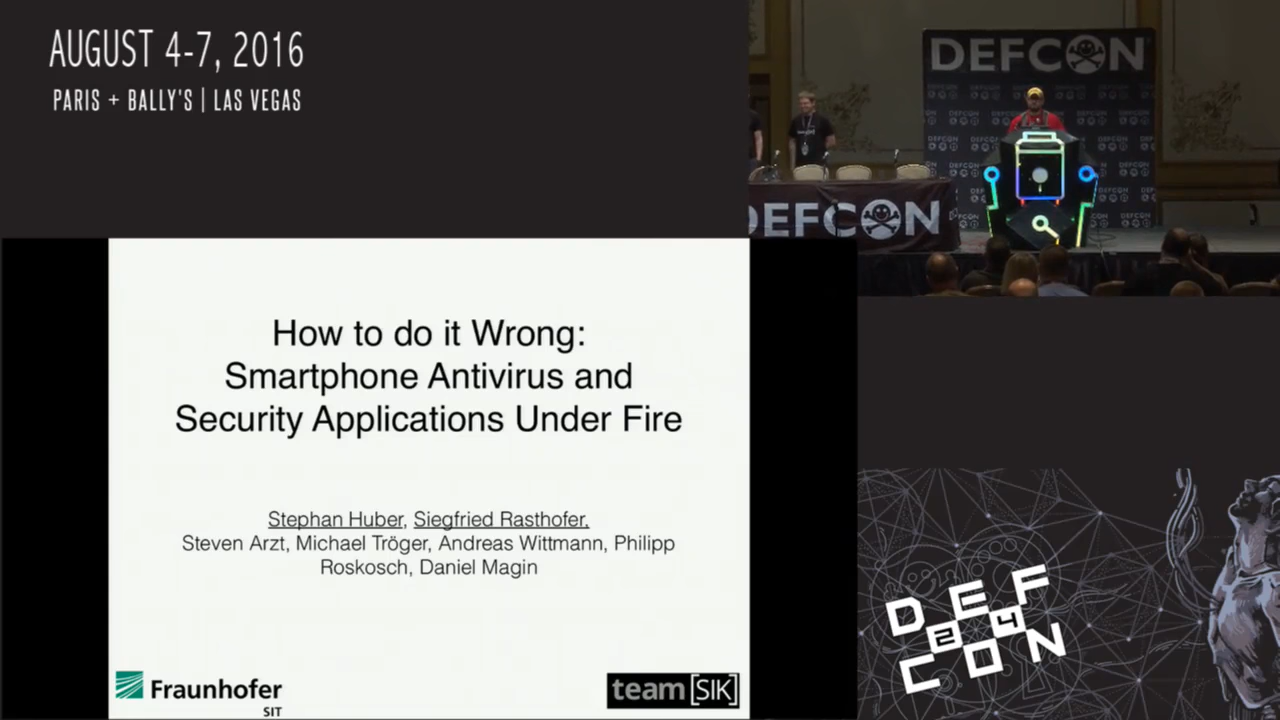 AUGUST 4-7, 2016
PARIS + BALLY'S | LAS VEGAS
DEFCON
DEFCON
How to do it Wrong:
Smartphone Antivirus and
Security Applications Under Fire
Stephan Huber, Siegfried Rasthofer,
Steven Arzt, Michael Tröger, Andreas Wittmann, Philipp
Roskosch, Daniel Magin
Fraunhofer
SIT
team[SIK]
DEF
24
CON